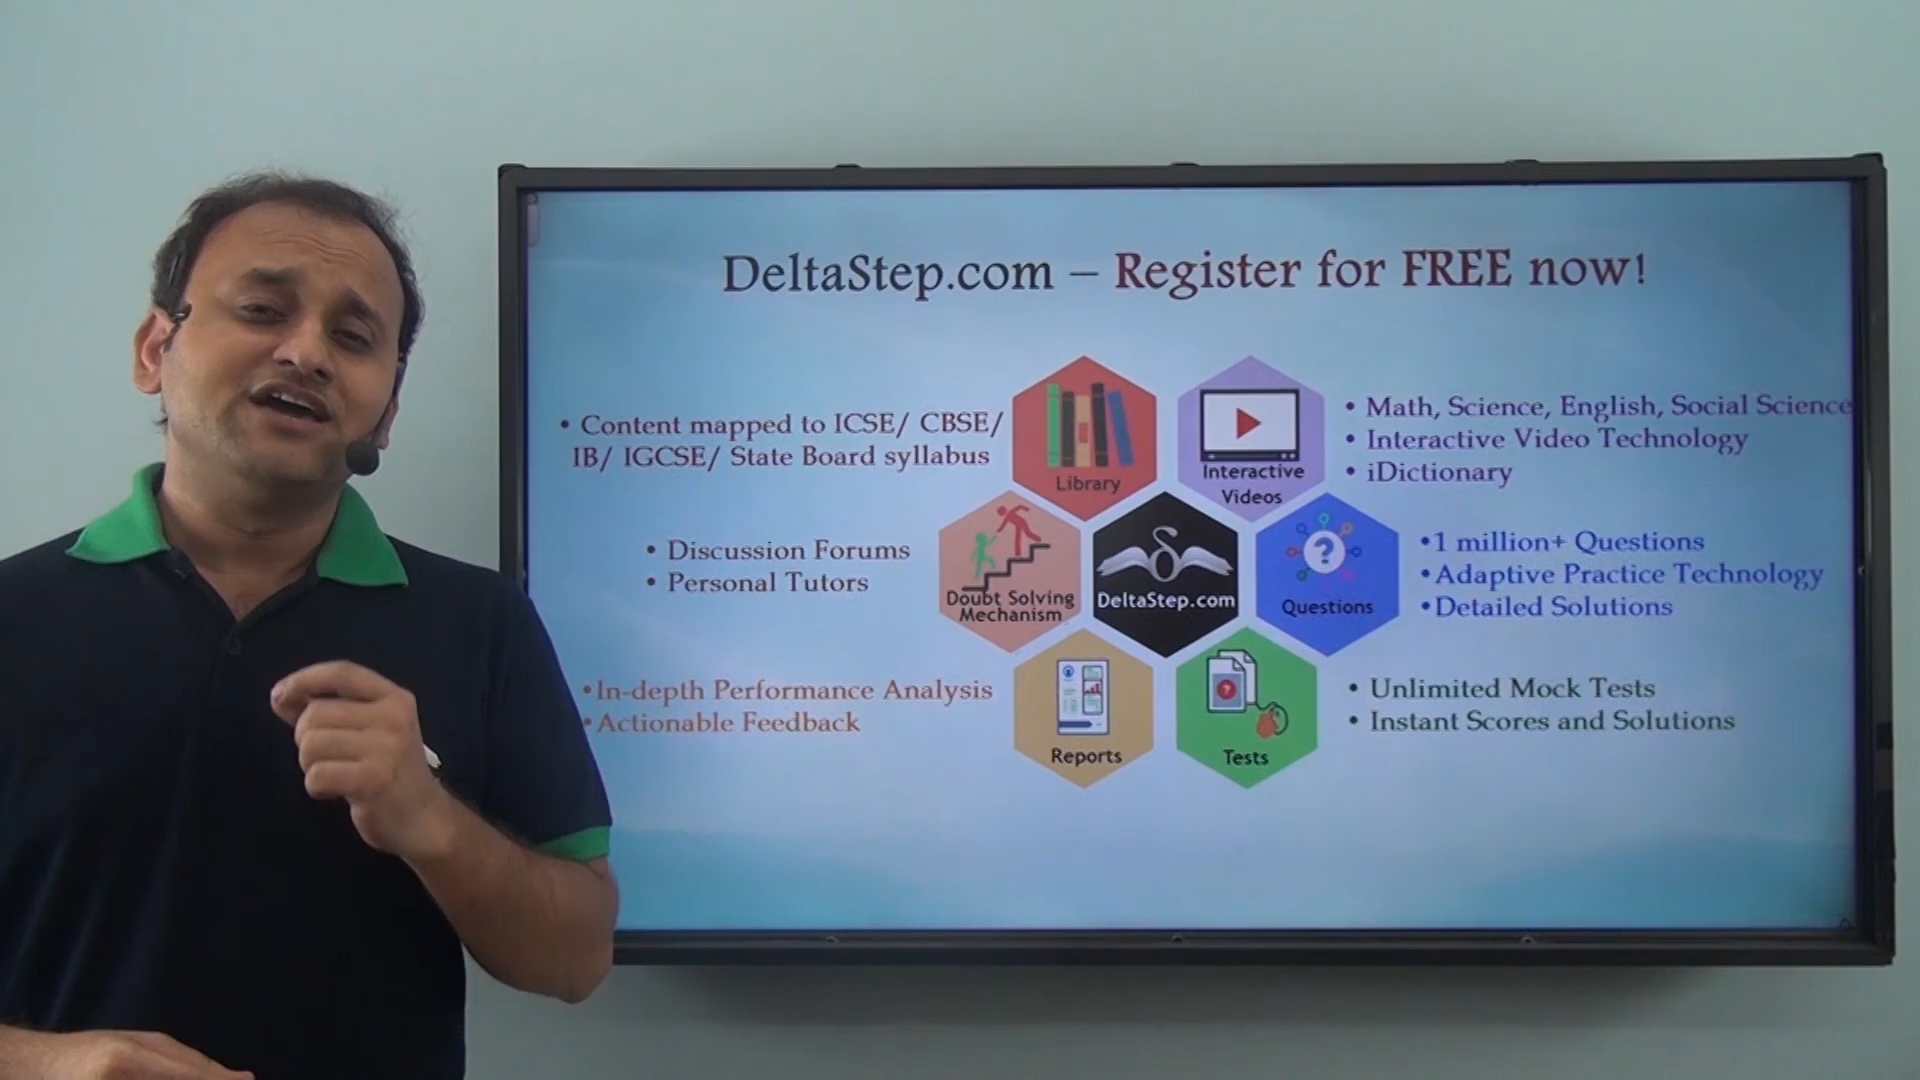 DeltaStep.com – Register for FREE now!
• Content mapped to ICSE/ CBSE/
IB/ IGCSE/ State Board syllabus
Library
Interactive
Videos
• Math, Science, English, Social Science
• Interactive Video Technology
• iDictionary
• Discussion Forums
• Personal Tutors
Doubt Solving
Mechanism
DeltaStep.com
?
Questions
•1 million+ Questions
•Adaptive Practice Technology
•Detailed Solutions
•In-depth Performance Analysis
•Actionable Feedback
Reports
?
Tests
• Unlimited Mock Tests
• Instant Scores and Solutions